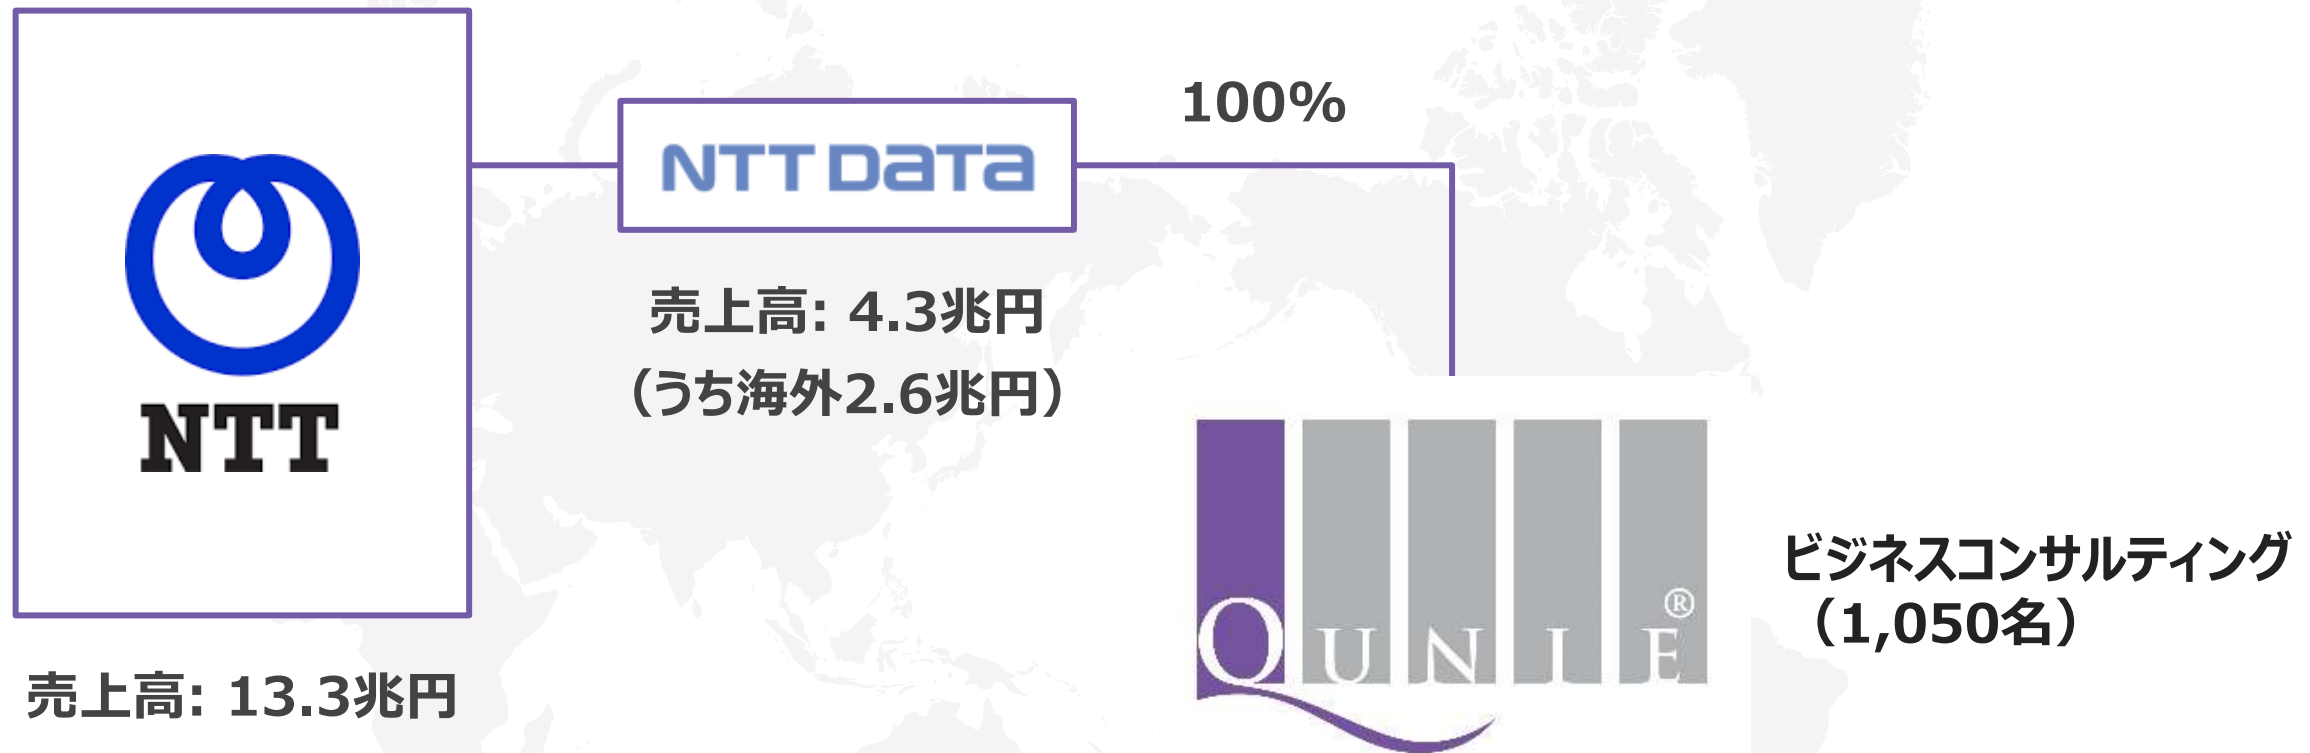 NTT
売上高: 13.3兆円
NTT DATA
売上高: 4.3兆円
（うち海外2.6兆円）
100%
QUNIE®
ビジネスコンサルティング
（1,050名）